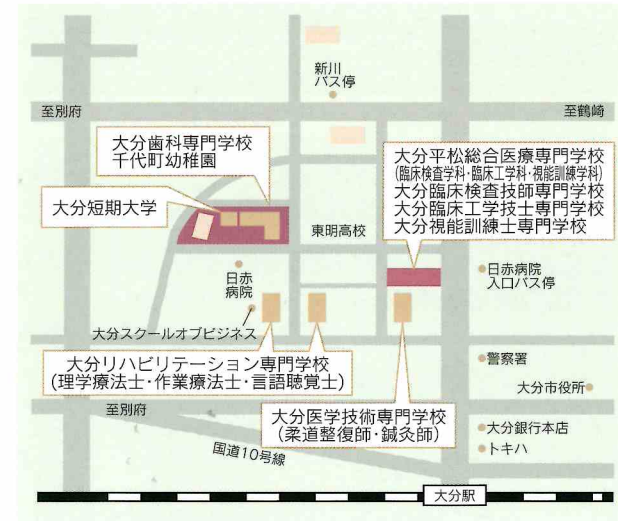 新川
バス停
至別府
至鶴崎
大分歯科専門学校
千代町幼稚園
大分平松総合医療専門学校
(臨床検査学科・臨床工学科・視能訓練学科)
大分臨床検査技師専門学校
大分臨床工学技士専門学校
大分視能訓練士専門学校
大分短期大学
東明高校
日赤
病院
日赤病院
入口バス停
大分スクールオブビジネス
大分リハビリテーション専門学校
(理学療法士・作業療法士・言語聴覚士)
警察署
大分市役所
至別府
大分医学技術専門学校
(柔道整復師・鍼灸師)
大分銀行本店
国道10号線
トキハ
大分駅